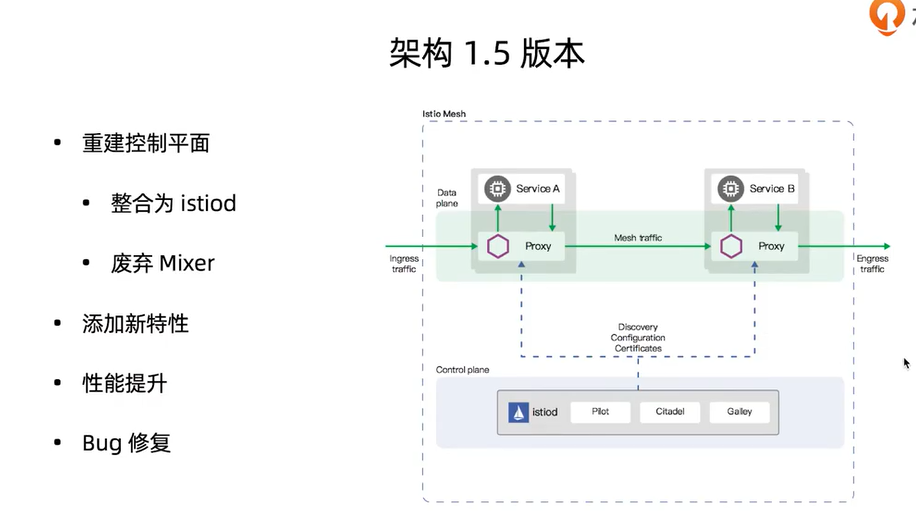 架构 1.5 版本
• 重建控制平面
• 整合为 istiod
• 废弃 Mixer
• 添加新特性
• 性能提升
• Bug 修复
Istio Mesh
Data
plane
Service A
Service B
Proxy
Mesh traffic
Proxy
Ingress
traffic
Engress
traffic
Discovery
Configuration
Certificates
Control plane
istiod
Pilot
Citadel
Galley